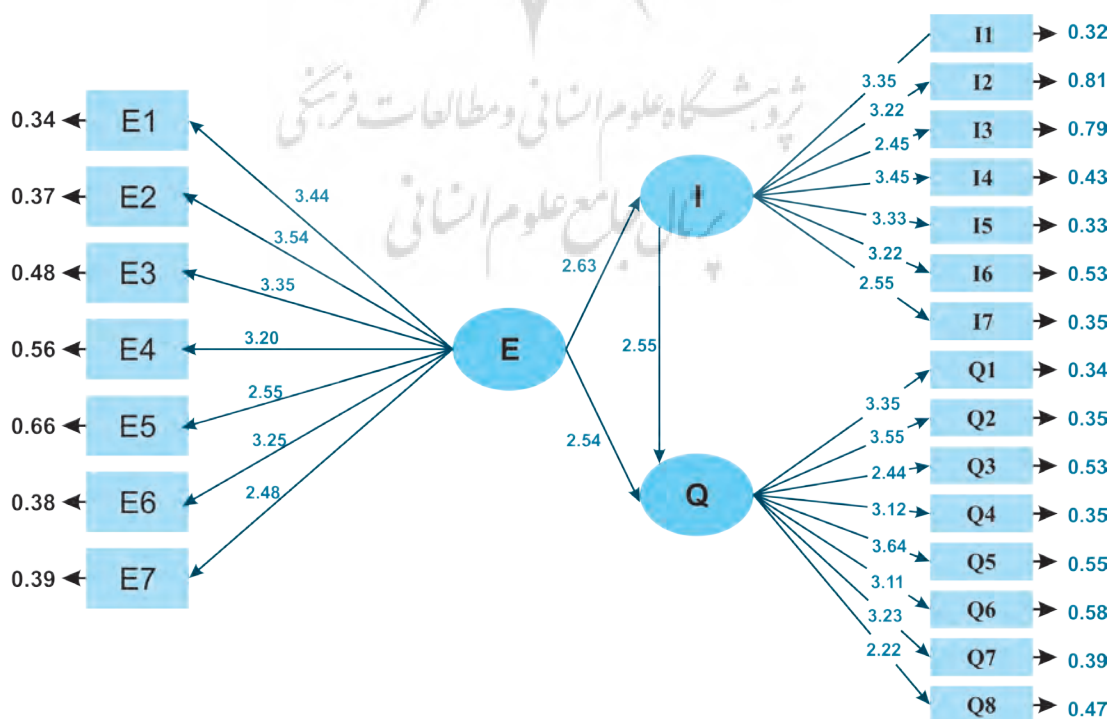 پژوهشگاه علوم انسانی و مطالعات فرهنگی
پرتال جامع علوم انسانی
0.34 E1 3.44
0.37 E2 3.54
0.48 E3 3.35
0.56 E4 3.20
0.66 E5 2.55
0.38 E6 3.25
0.39 E7 2.48
E
2.63
2.54
I
2.55
Q
3.35 I1 0.32
3.22 I2 0.81
2.45 I3 0.79
3.45 I4 0.43
3.33 I5 0.33
3.22 I6 0.53
2.55 I7 0.35
3.35 Q1 0.34
3.55 Q2 0.35
2.44 Q3 0.53
3.12 Q4 0.35
3.64 Q5 0.55
3.11 Q6 0.58
3.23 Q7 0.39
2.22 Q8 0.47